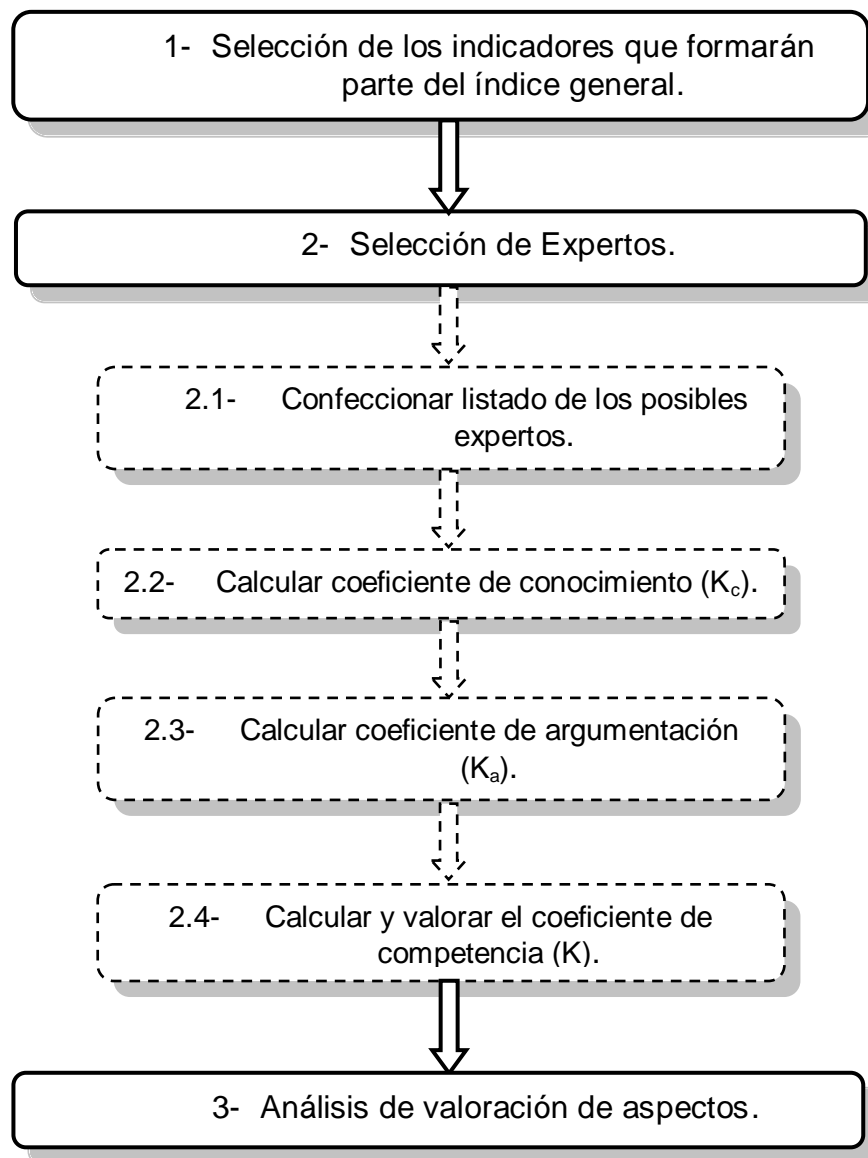 1- Selección de los indicadores que formarán
parte del índice general.
2- Selección de Expertos.
2.1- Confeccionar listado de los posibles
expertos.
2.2- Calcular coeficiente de conocimiento (Kc).
2.3- Calcular coeficiente de argumentación
(Ka).
2.4- Calcular y valorar el coeficiente de
competencia (K).
3- Análisis de valoración de aspectos.